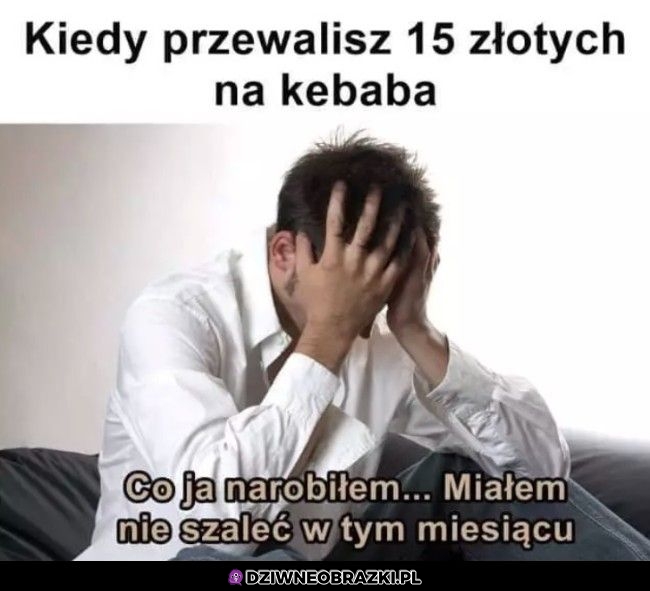 Kiedy przewalisz 15 złotych
na kebaba
Co ja narobiłem... Miałem
nie szaleć w tym miesiącu
DZIWNEOBRAZKI.PL